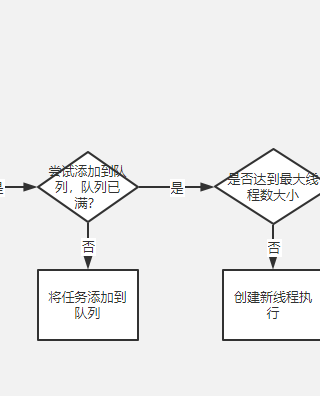 尝试添加到队
列，队列已
满？
是
是否达到最大线
程数大小
否
否
将任务添加到
队列
创建新线程执
行